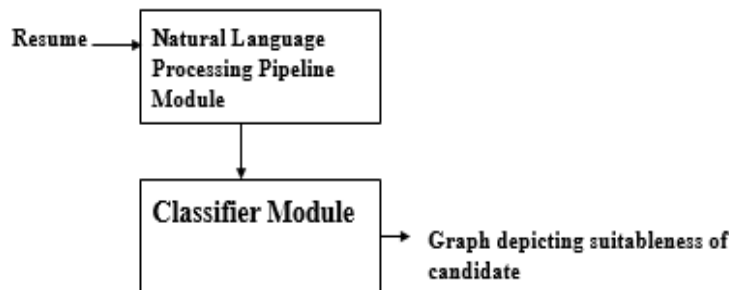 Resume
Natural Language
Processing Pipeline
Module
Classifier Module
Graph depicting suitableness of
candidate